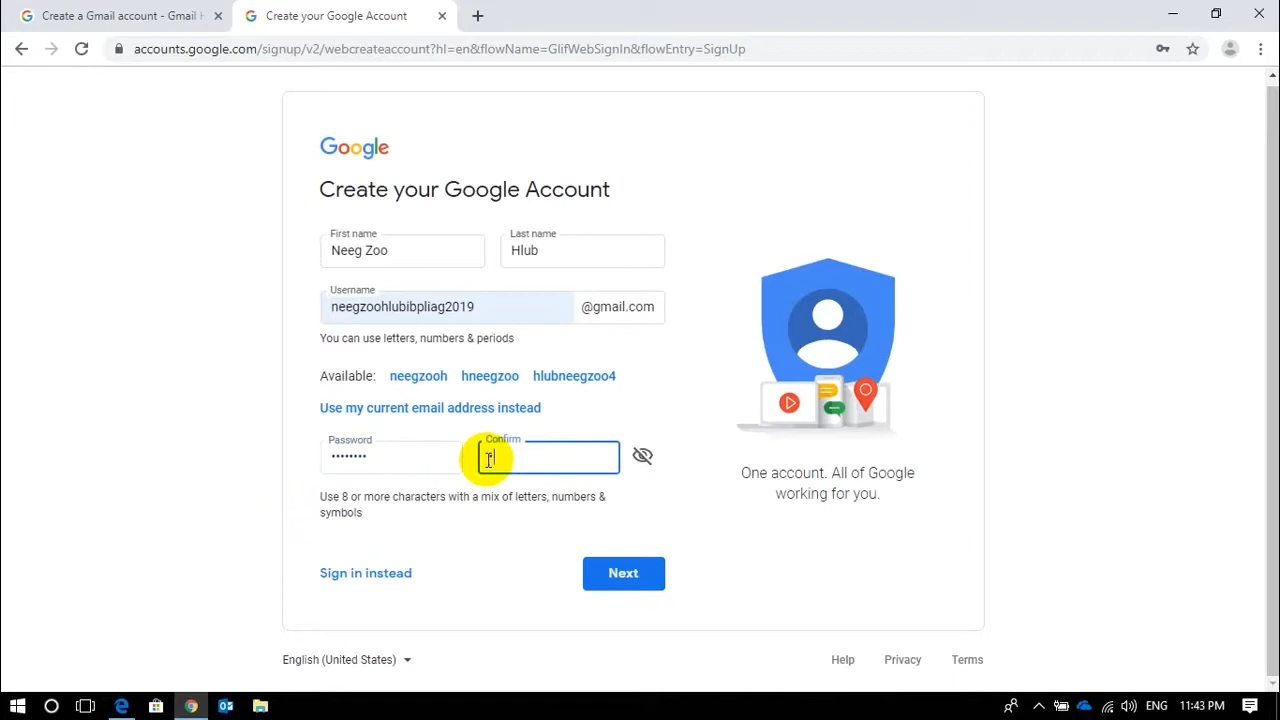 Create a Gmail account - Gmail
Create your Google Account
accounts.google.com/signup/v2/webcreateaccount?hl=en&flowName=GlifWebSignIn&flowEntry=SignUp
Google
Create your Google Account
First name
Last name
Neeg Zoo
Hlub
Username
neegzoohlubibpliag2019
@gmail.com
You can use letters, numbers & periods
Available: neegzooh hneegzoo hlubneegzoo4
Use my current email address instead
Password
Confirm
••••••••
Use 8 or more characters with a mix of letters, numbers &
symbols
Sign in instead
Next
One account. All of Google
working for you.
English (United States)
Help
Privacy
Terms
ENG
11:43 PM